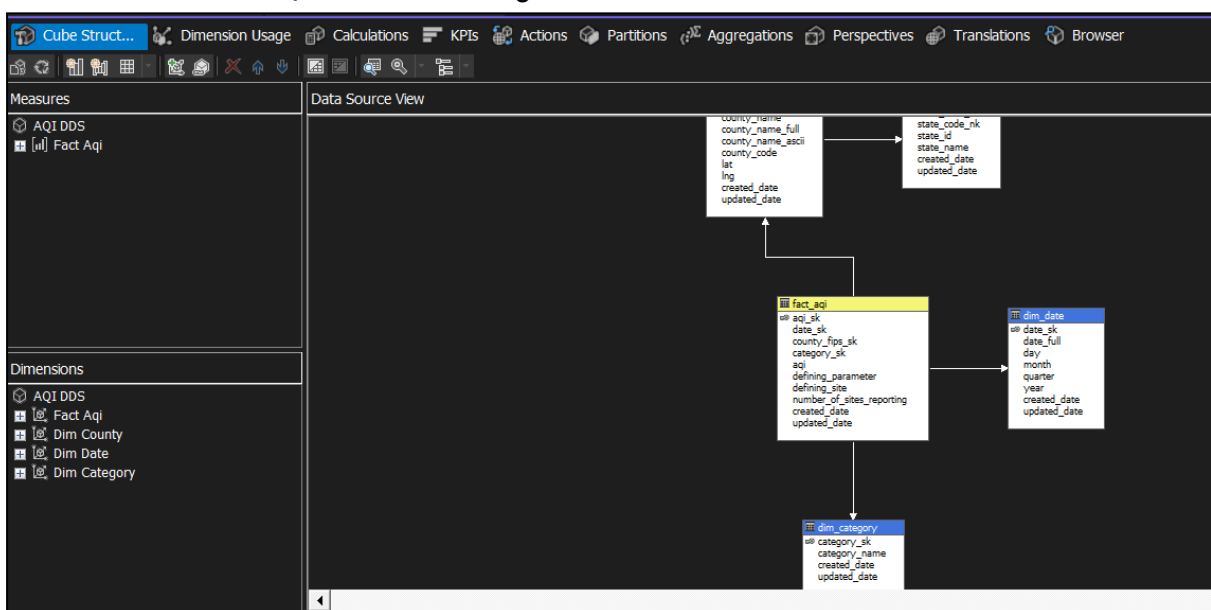 Cube Struct...
Dimension Usage
Calculations
KPIs
Actions
Partitions
Aggregations
Perspectives
Translations
Browser
Measures
AQI DDS
Fact Aqi
Dimensions
AQI DDS
Fact Aqi
Dim County
Dim Date
Dim Category
Data Source View
county_name
county_name_full
county_name_ascii
county_code
lat
lng
created_date
updated_date
state_code_nk
state_id
state_name
created_date
updated_date
fact_aqi
aqi_sk
date_sk
county_fips_sk
category_sk
aqi
defining_parameter
defining_site
number_of_sites_reporting
created_date
updated_date
dim_date
date_sk
date_full
day
month
quarter
year
created_date
updated_date
dim_category
category_sk
category_name
created_date
updated_date